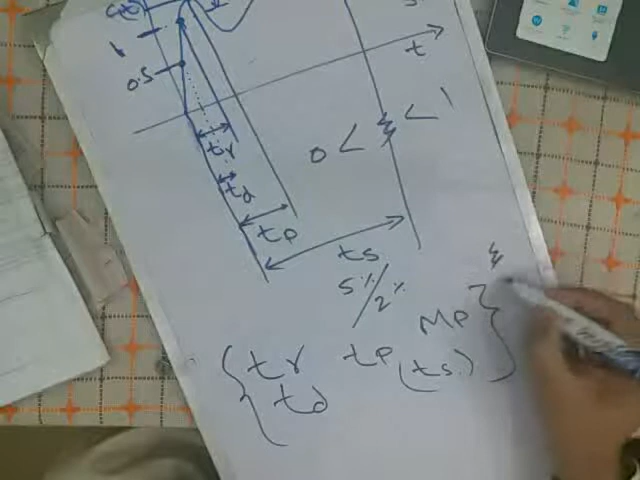 c(t)
1
0.5
t
0 < ξ < 1
tr
td
tp
ts
5%/2%
ξ
Mp
{ tr tp (ts) }
td